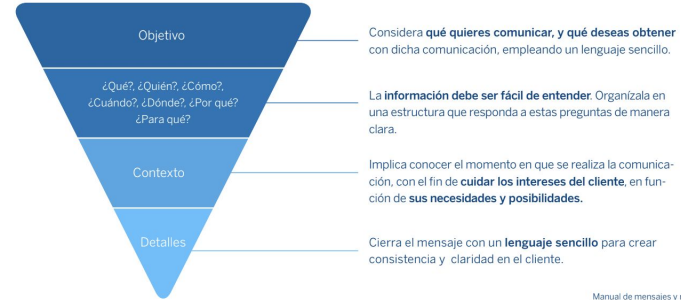 Objetivo
Considera qué quieres comunicar, y qué deseas obtener
con dicha comunicación, empleando un lenguaje sencillo.
¿Qué?, ¿Quién?, ¿Cómo?,
¿Cuándo?, ¿Dónde?, ¿Por qué?
¿Para qué?
La información debe ser fácil de entender. Organízala en
una estructura que responda a estas preguntas de manera
clara.
Contexto
Implica conocer el momento en que se realiza la comunica-
ción, con el fin de cuidar los intereses del cliente, en fun-
ción de sus necesidades y posibilidades.
Detalles
Cierra el mensaje con un lenguaje sencillo para crear
consistencia y claridad en el cliente.
Manual de mensajes y